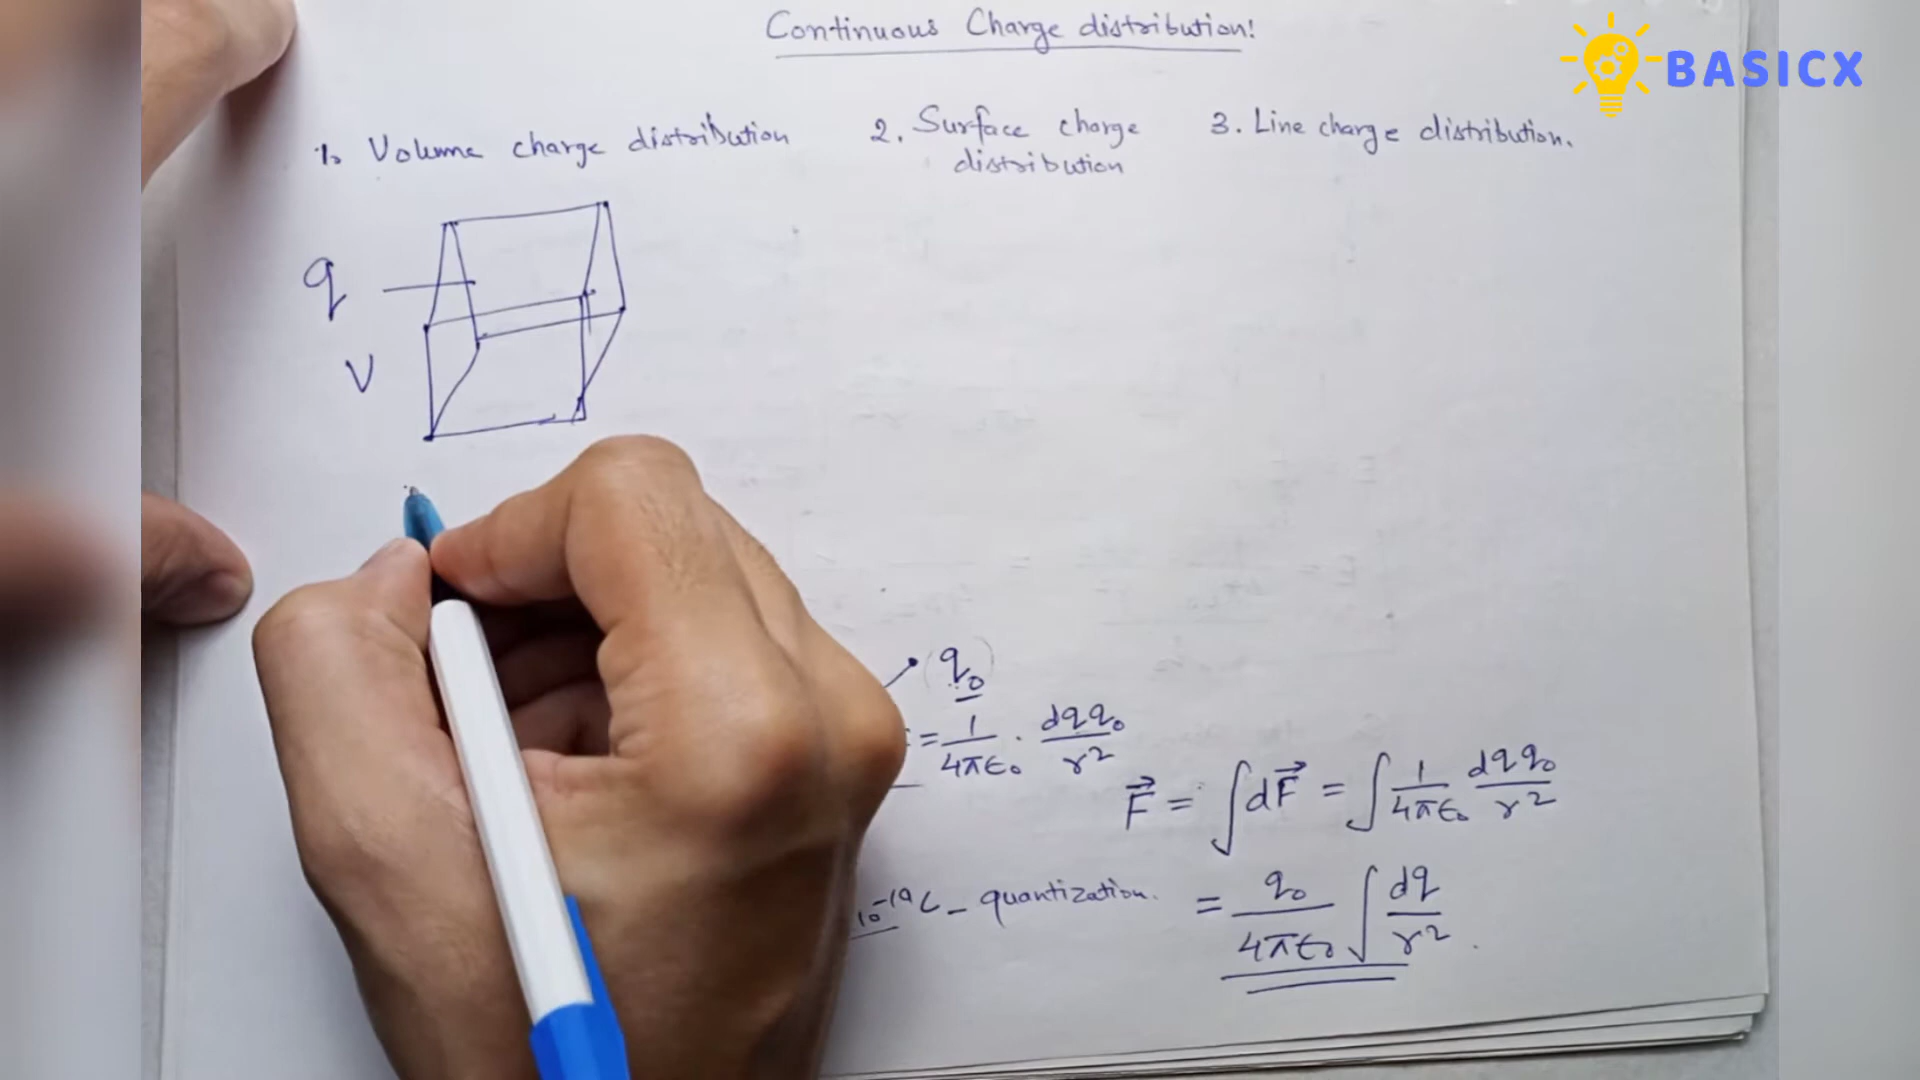 Continuous Charge distribution!
BASICX
1. Volume charge distribution
2. Surface charge
distribution
3. Line charge distribution.
q
V
q₀
= 1/4πϵ₀ · dqq₀/r²
F⃗ = ∫dF⃗ = ∫ 1/4πϵ₀ dqq₀/r²
10⁻¹⁹C - quantization.
= q₀/4πϵ₀ ∫ dq/r²